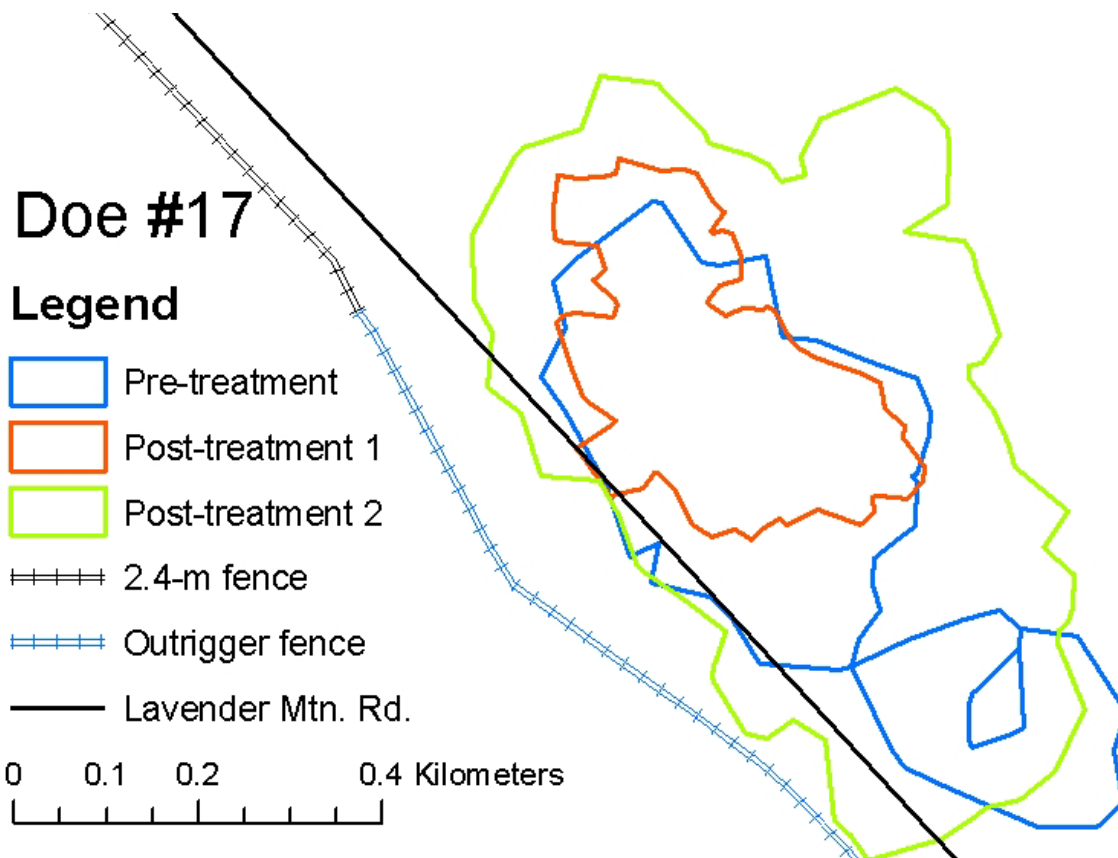 Doe #17
Legend
Pre-treatment
Post-treatment 1
Post-treatment 2
2.4-m fence
Outrigger fence
Lavender Mtn. Rd.
0 0.1 0.2 0.4 Kilometers